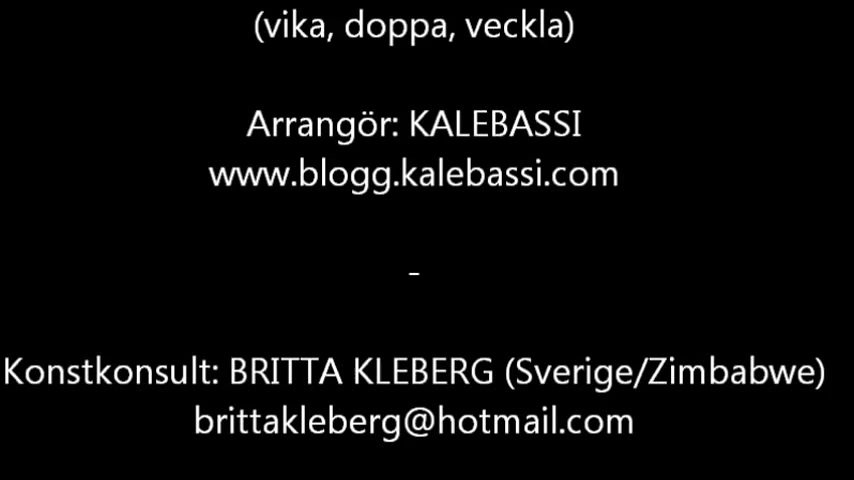 (vika, doppa, veckla)
Arrangör: KALEBASSI
www.blogg.kalebassi.com
-
Konstkonsult: BRITTA KLEBERG (Sverige/Zimbabwe)
brittakleberg@hotmail.com